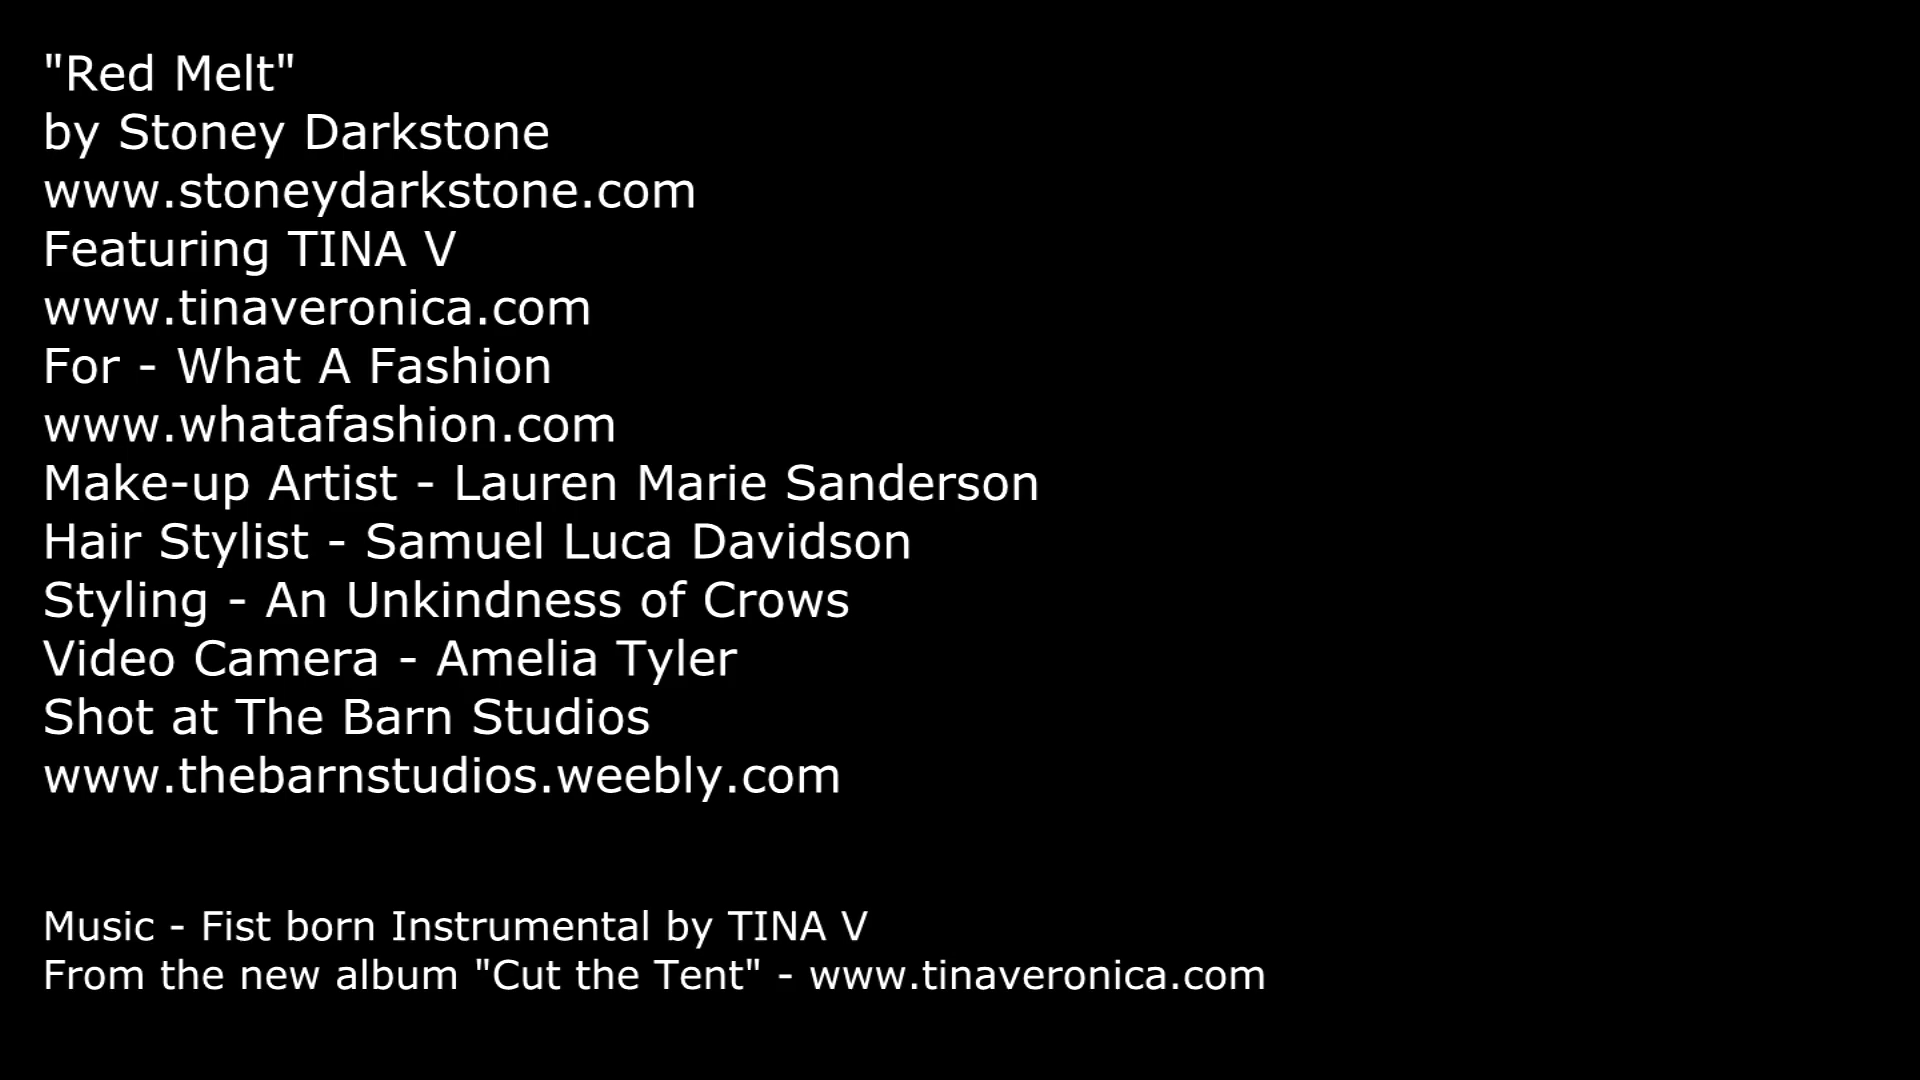 "Red Melt"
by Stoney Darkstone
www.stoneydarkstone.com
Featuring TINA V
www.tinaveronica.com
For - What A Fashion
www.whatafashion.com
Make-up Artist - Lauren Marie Sanderson
Hair Stylist - Samuel Luca Davidson
Styling - An Unkindness of Crows
Video Camera - Amelia Tyler
Shot at The Barn Studios
www.thebarnstudios.weebly.com
Music - Fist born Instrumental by TINA V
From the new album "Cut the Tent" - www.tinaveronica.com